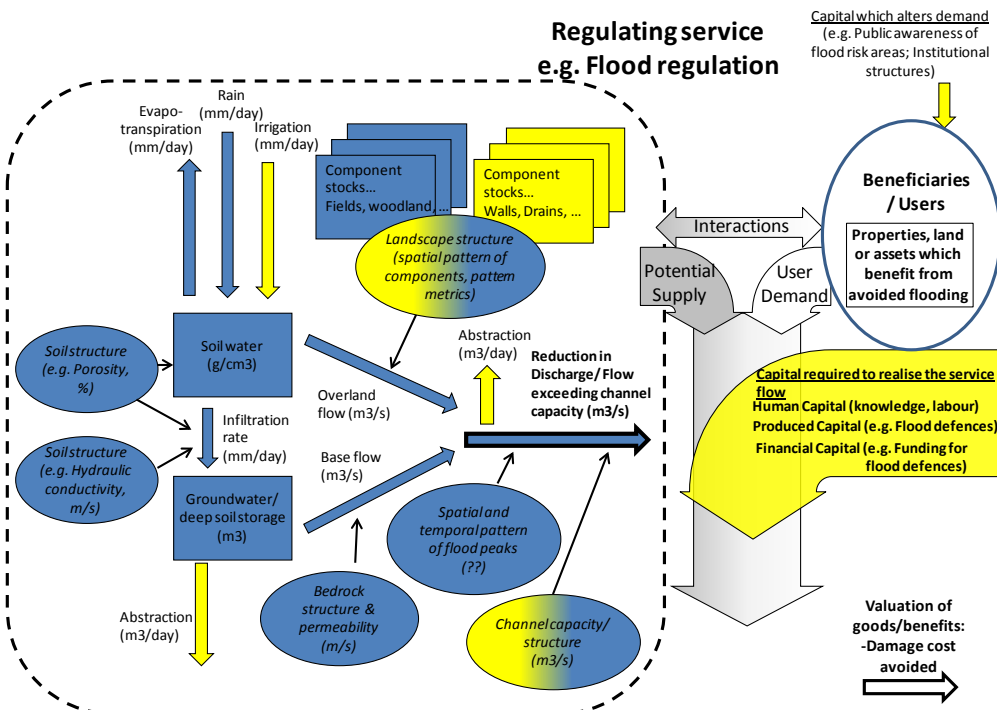 Regulating service
e.g. Flood regulation
Capital which alters demand
(e.g. Public awareness of
flood risk areas; Institutional
structures)
Evapo-
transpiration
(mm/day)
Rain
(mm/day)
Irrigation
(mm/day)
Component
stocks…
Fields, woodland, …
Component
stocks…
Walls, Drains, …
Landscape structure
(spatial pattern of
components, pattern
metrics)
Beneficiaries
/ Users
Properties, land
or assets which
benefit from
avoided flooding
Interactions
Potential
Supply
User
Demand
Soil structure
(e.g. Porosity,
%)
Soil water
(g/cm3)
Overland
flow (m3/s)
Abstraction
(m3/day)
Reduction in
Discharge/ Flow
exceeding channel
capacity (m3/s)
Capital required to realise the service
flow
Human Capital (knowledge, labour)
Produced Capital (e.g. Flood defences)
Financial Capital (e.g. Funding for
flood defences)
Soil structure
(e.g. Hydraulic
conductivity,
m/s)
Infiltration
rate
(mm/day)
Base flow
(m3/s)
Groundwater/
deep soil storage
(m3)
Spatial and
temporal pattern
of flood peaks
(??)
Bedrock
structure &
permeability
(m/s)
Channel capacity/
structure
(m3/s)
Abstraction
(m3/day)
Valuation of
goods/benefits:
-Damage cost
avoided